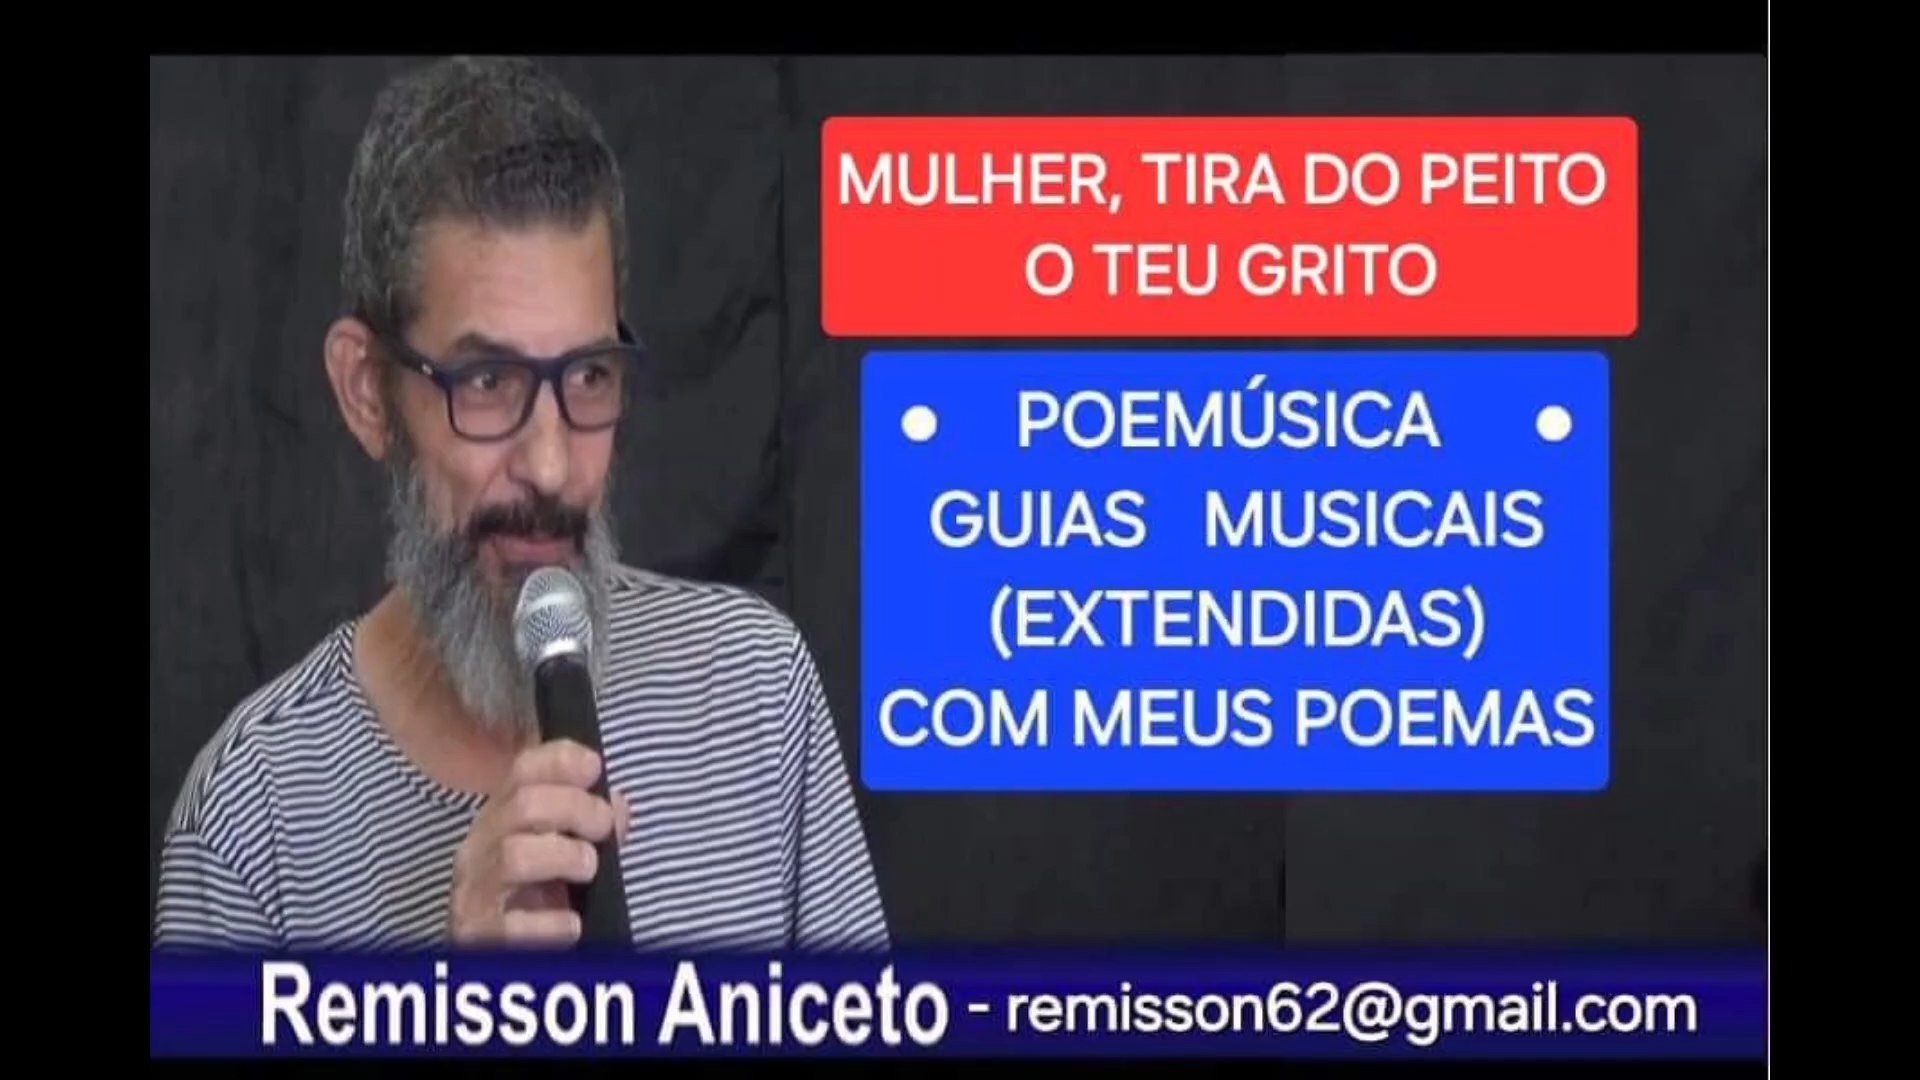 MULHER, TIRA DO PEITO
O TEU GRITO
• POEMÚSICA •
GUIAS MUSICAIS
(EXTENDIDAS)
COM MEUS POEMAS
Remisson Aniceto - remisson62@gmail.com